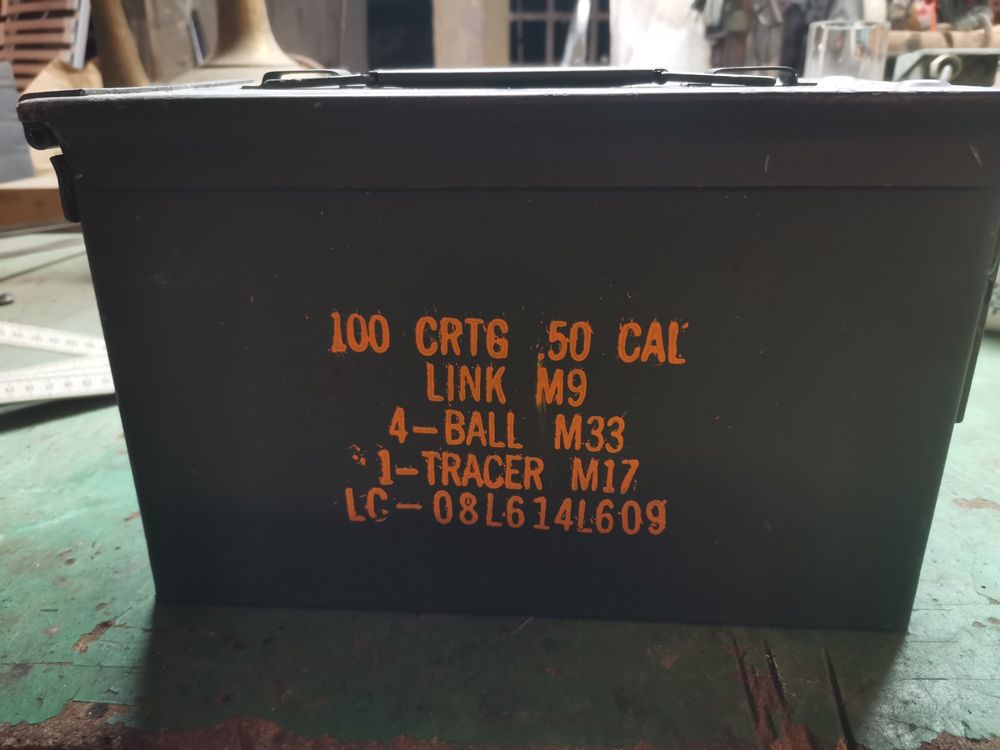 100 CRTG .50 CAL
LINK M9
4-BALL M33
1-TRACER M17
LC-08L614L609